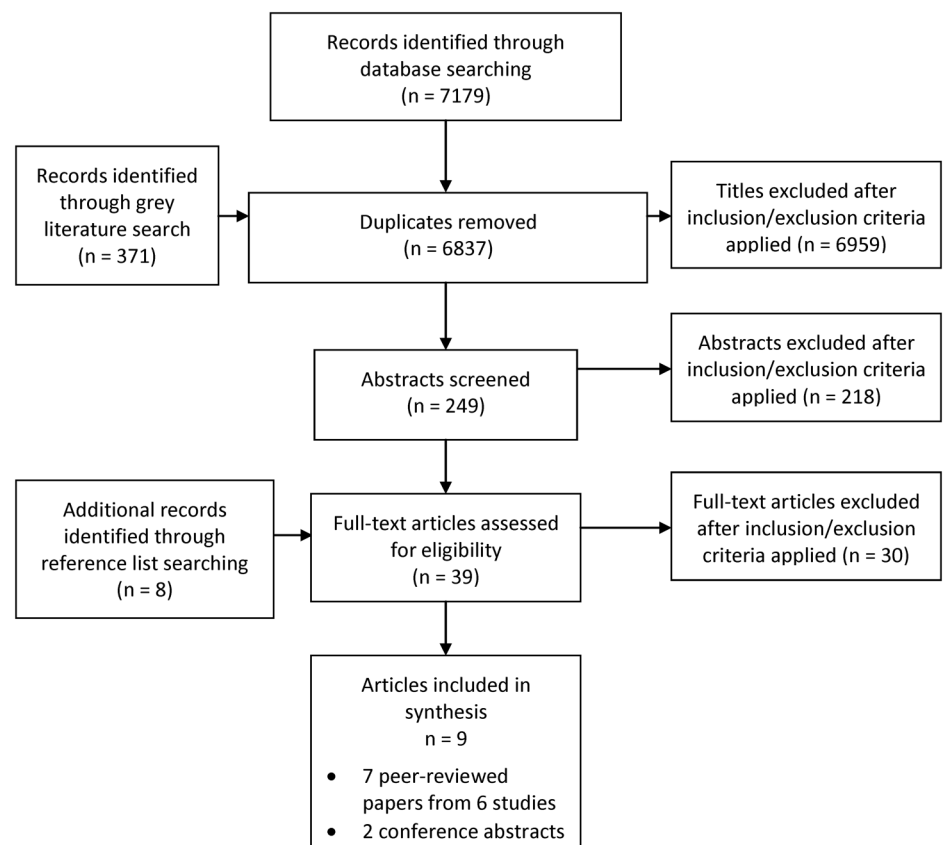 Records identified through
database searching
(n = 7179)
Records identified
through grey
literature search
(n = 371)
Duplicates removed
(n = 6837)
Titles excluded after
inclusion/exclusion criteria
applied (n = 6959)
Abstracts screened
(n = 249)
Abstracts excluded after
inclusion/exclusion criteria
applied (n = 218)
Additional records
identified through
reference list searching
(n = 8)
Full-text articles assessed
for eligibility
(n = 39)
Full-text articles excluded
after inclusion/exclusion
criteria applied (n = 30)
Articles included in
synthesis
n = 9
• 7 peer-reviewed
papers from 6 studies
• 2 conference abstracts